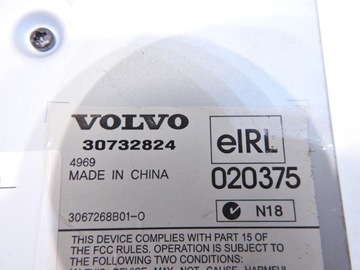 VOLVO
30732824
4969
MADE IN CHINA
3067268B01-0
eIRL
020375
N18
THIS DEVICE COMPLIES WITH PART 15 OF
THE FCC RULES. OPERATION IS SUBJECT TO
THE FOLLOWING TWO CONDITIONS: